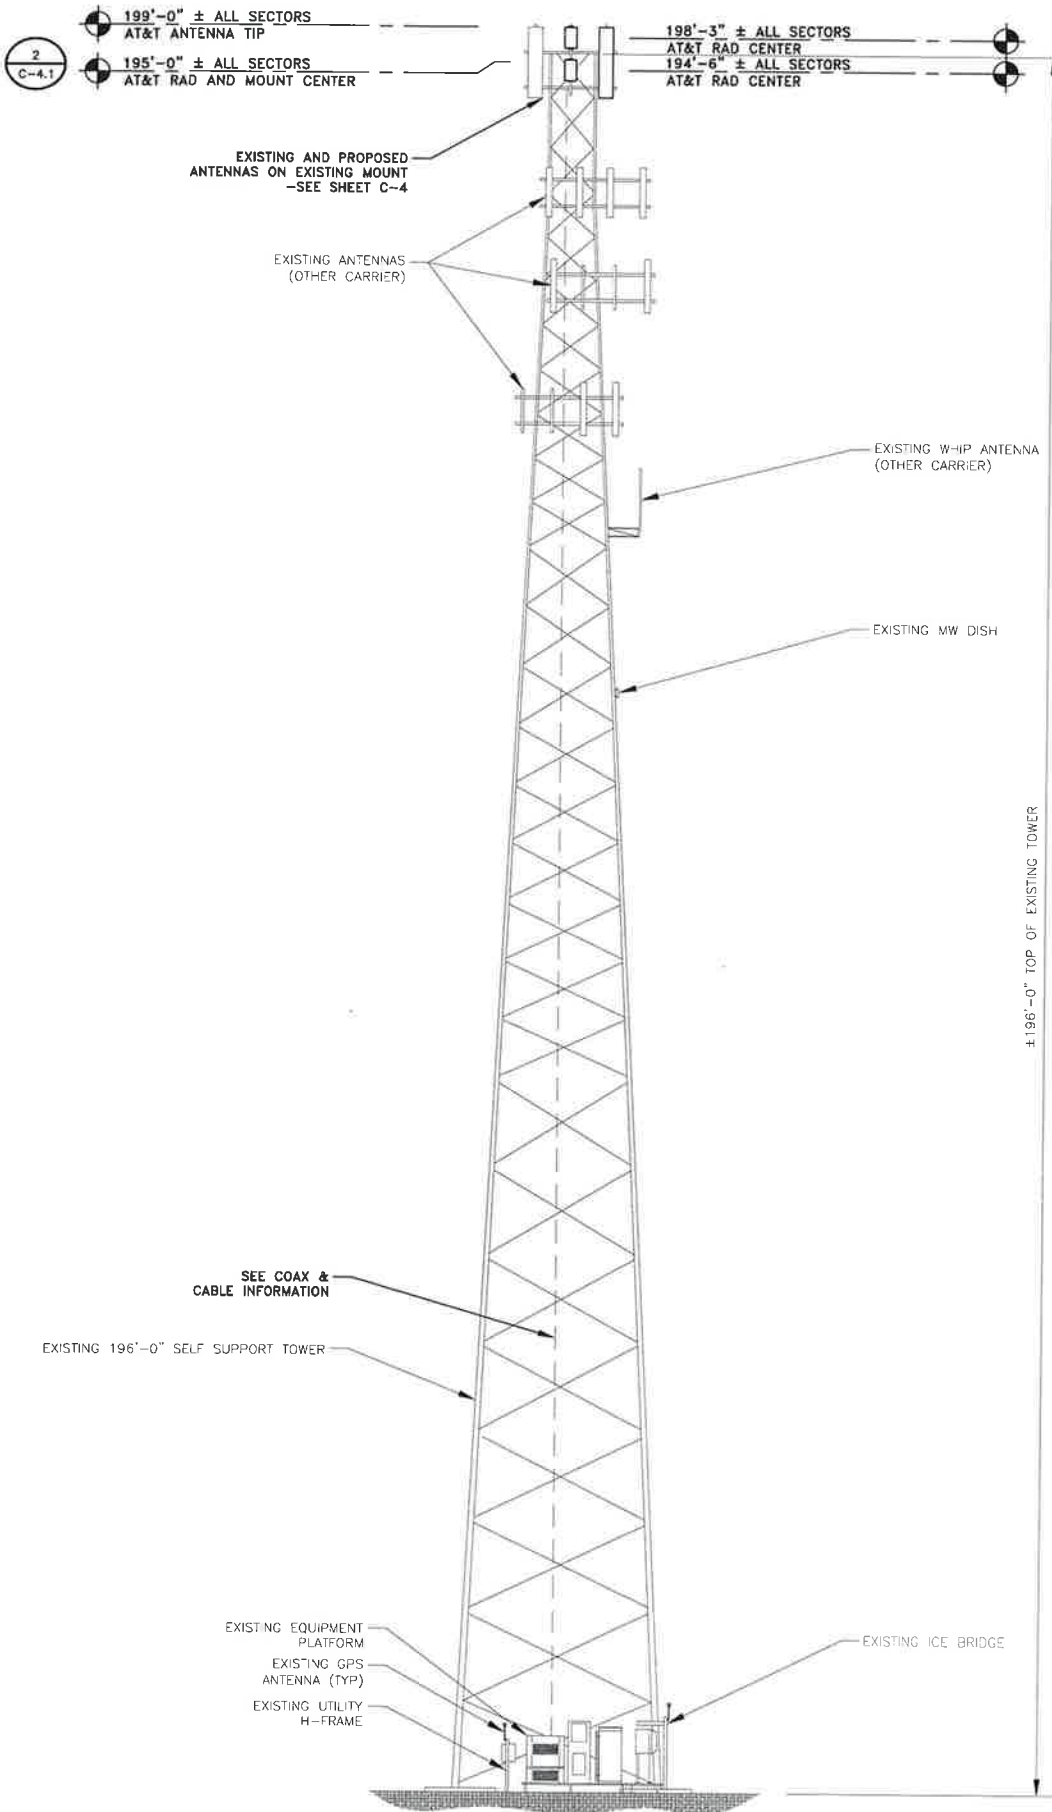 199'-0" ± ALL SECTORS
AT&T ANTENNA TIP
2
C-4.1
195'-0" ± ALL SECTORS
AT&T RAD AND MOUNT CENTER
198'-3" ± ALL SECTORS
AT&T RAD CENTER
194'-6" ± ALL SECTORS
AT&T RAD CENTER
EXISTING AND PROPOSED
ANTENNAS ON EXISTING MOUNT
-SEE SHEET C-4
EXISTING ANTENNAS
(OTHER CARRIER)
EXISTING WHIP ANTENNA
(OTHER CARRIER)
EXISTING MW DISH
±196'-0" TOP OF EXISTING TOWER
SEE COAX &
CABLE INFORMATION
EXISTING 196'-0" SELF SUPPORT TOWER
EXISTING EQUIPMENT
PLATFORM
EXISTING GPS
ANTENNA (TYP)
EXISTING UTILITY
H-FRAME
EXISTING ICE BRIDGE